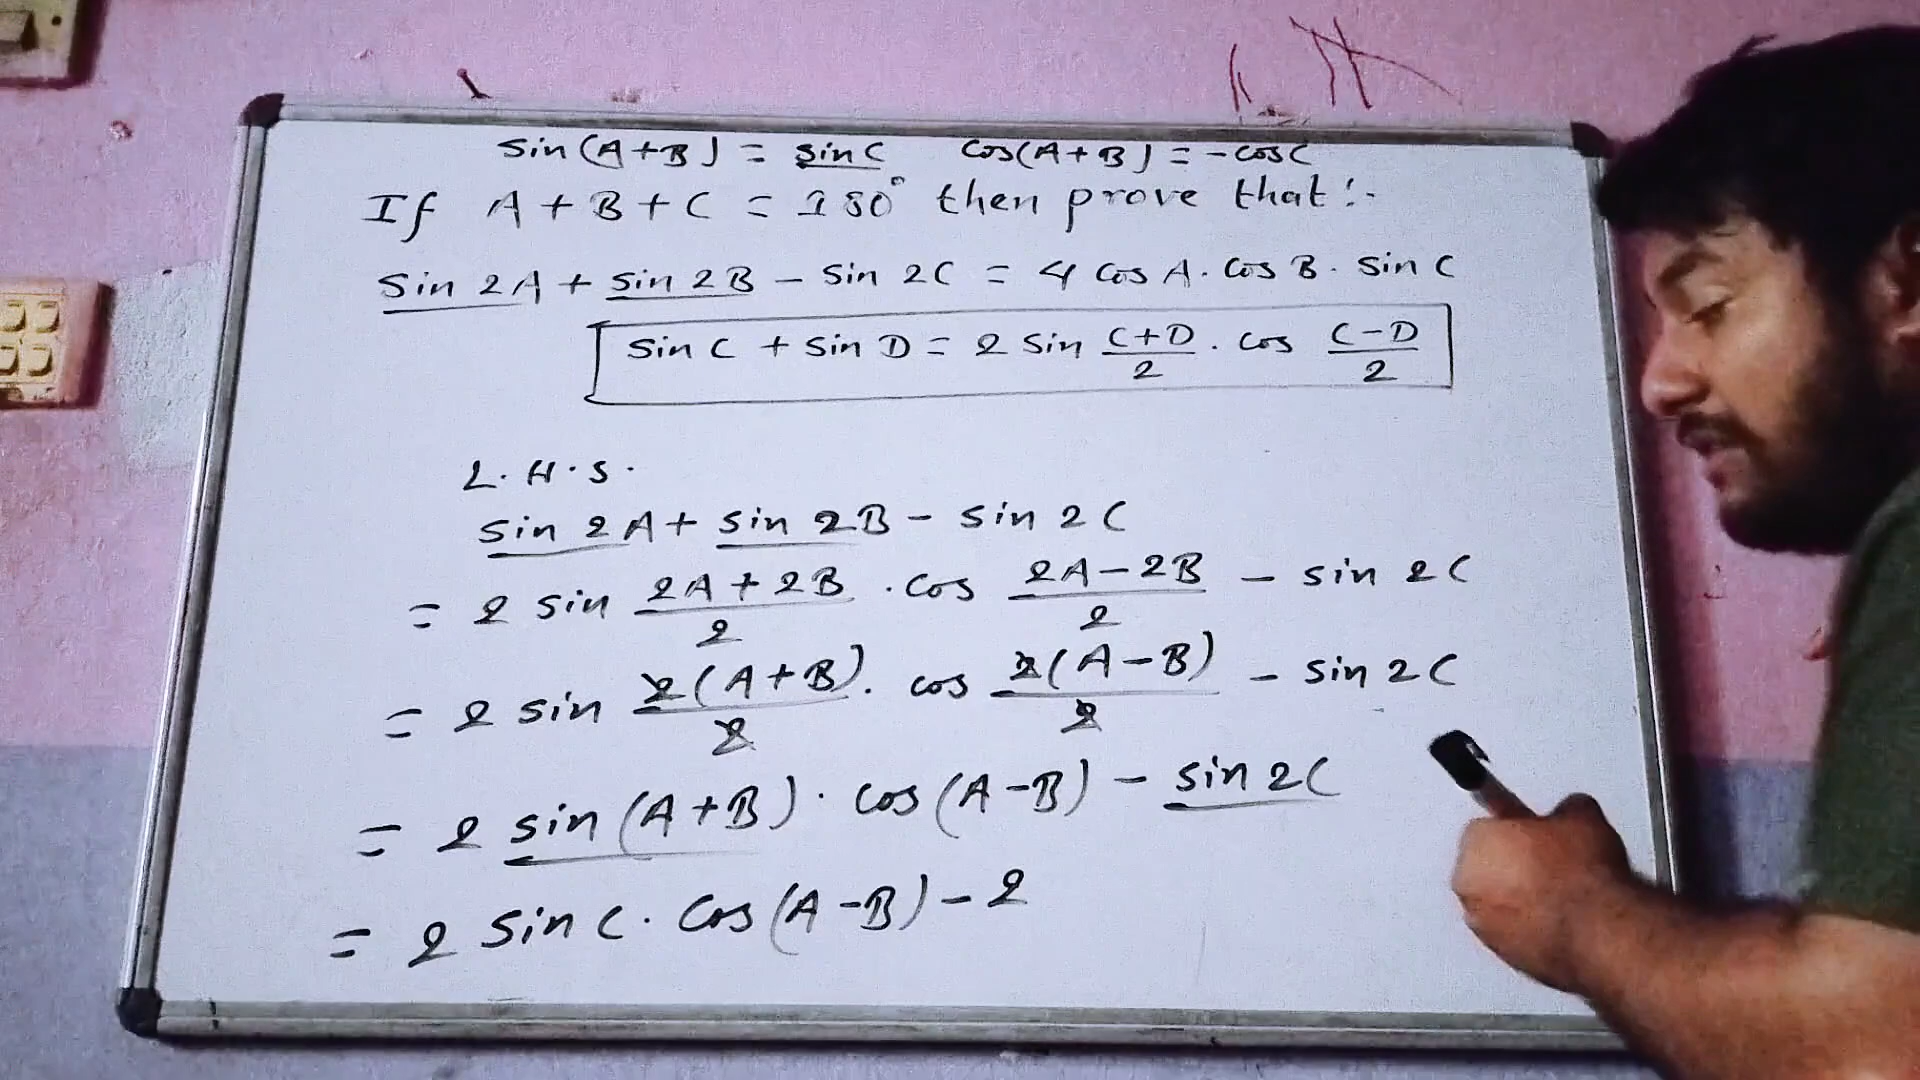 sin(A+B) = sin C cos(A+B) = -cos C
If A + B + C = 180° then prove that :-
sin 2A + sin 2B - sin 2C = 4 cos A . cos B . sin C
sin C + sin D = 2 sin (C+D)/2 . cos (C-D)/2
L.H.S.
sin 2A + sin 2B - sin 2C
= 2 sin (2A+2B)/2 . cos (2A-2B)/2 - sin 2C
= 2 sin 2(A+B)/2 . cos 2(A-B)/2 - sin 2C
= 2 sin (A+B) . cos (A-B) - sin 2C
= 2 sin C . cos (A-B) - 2